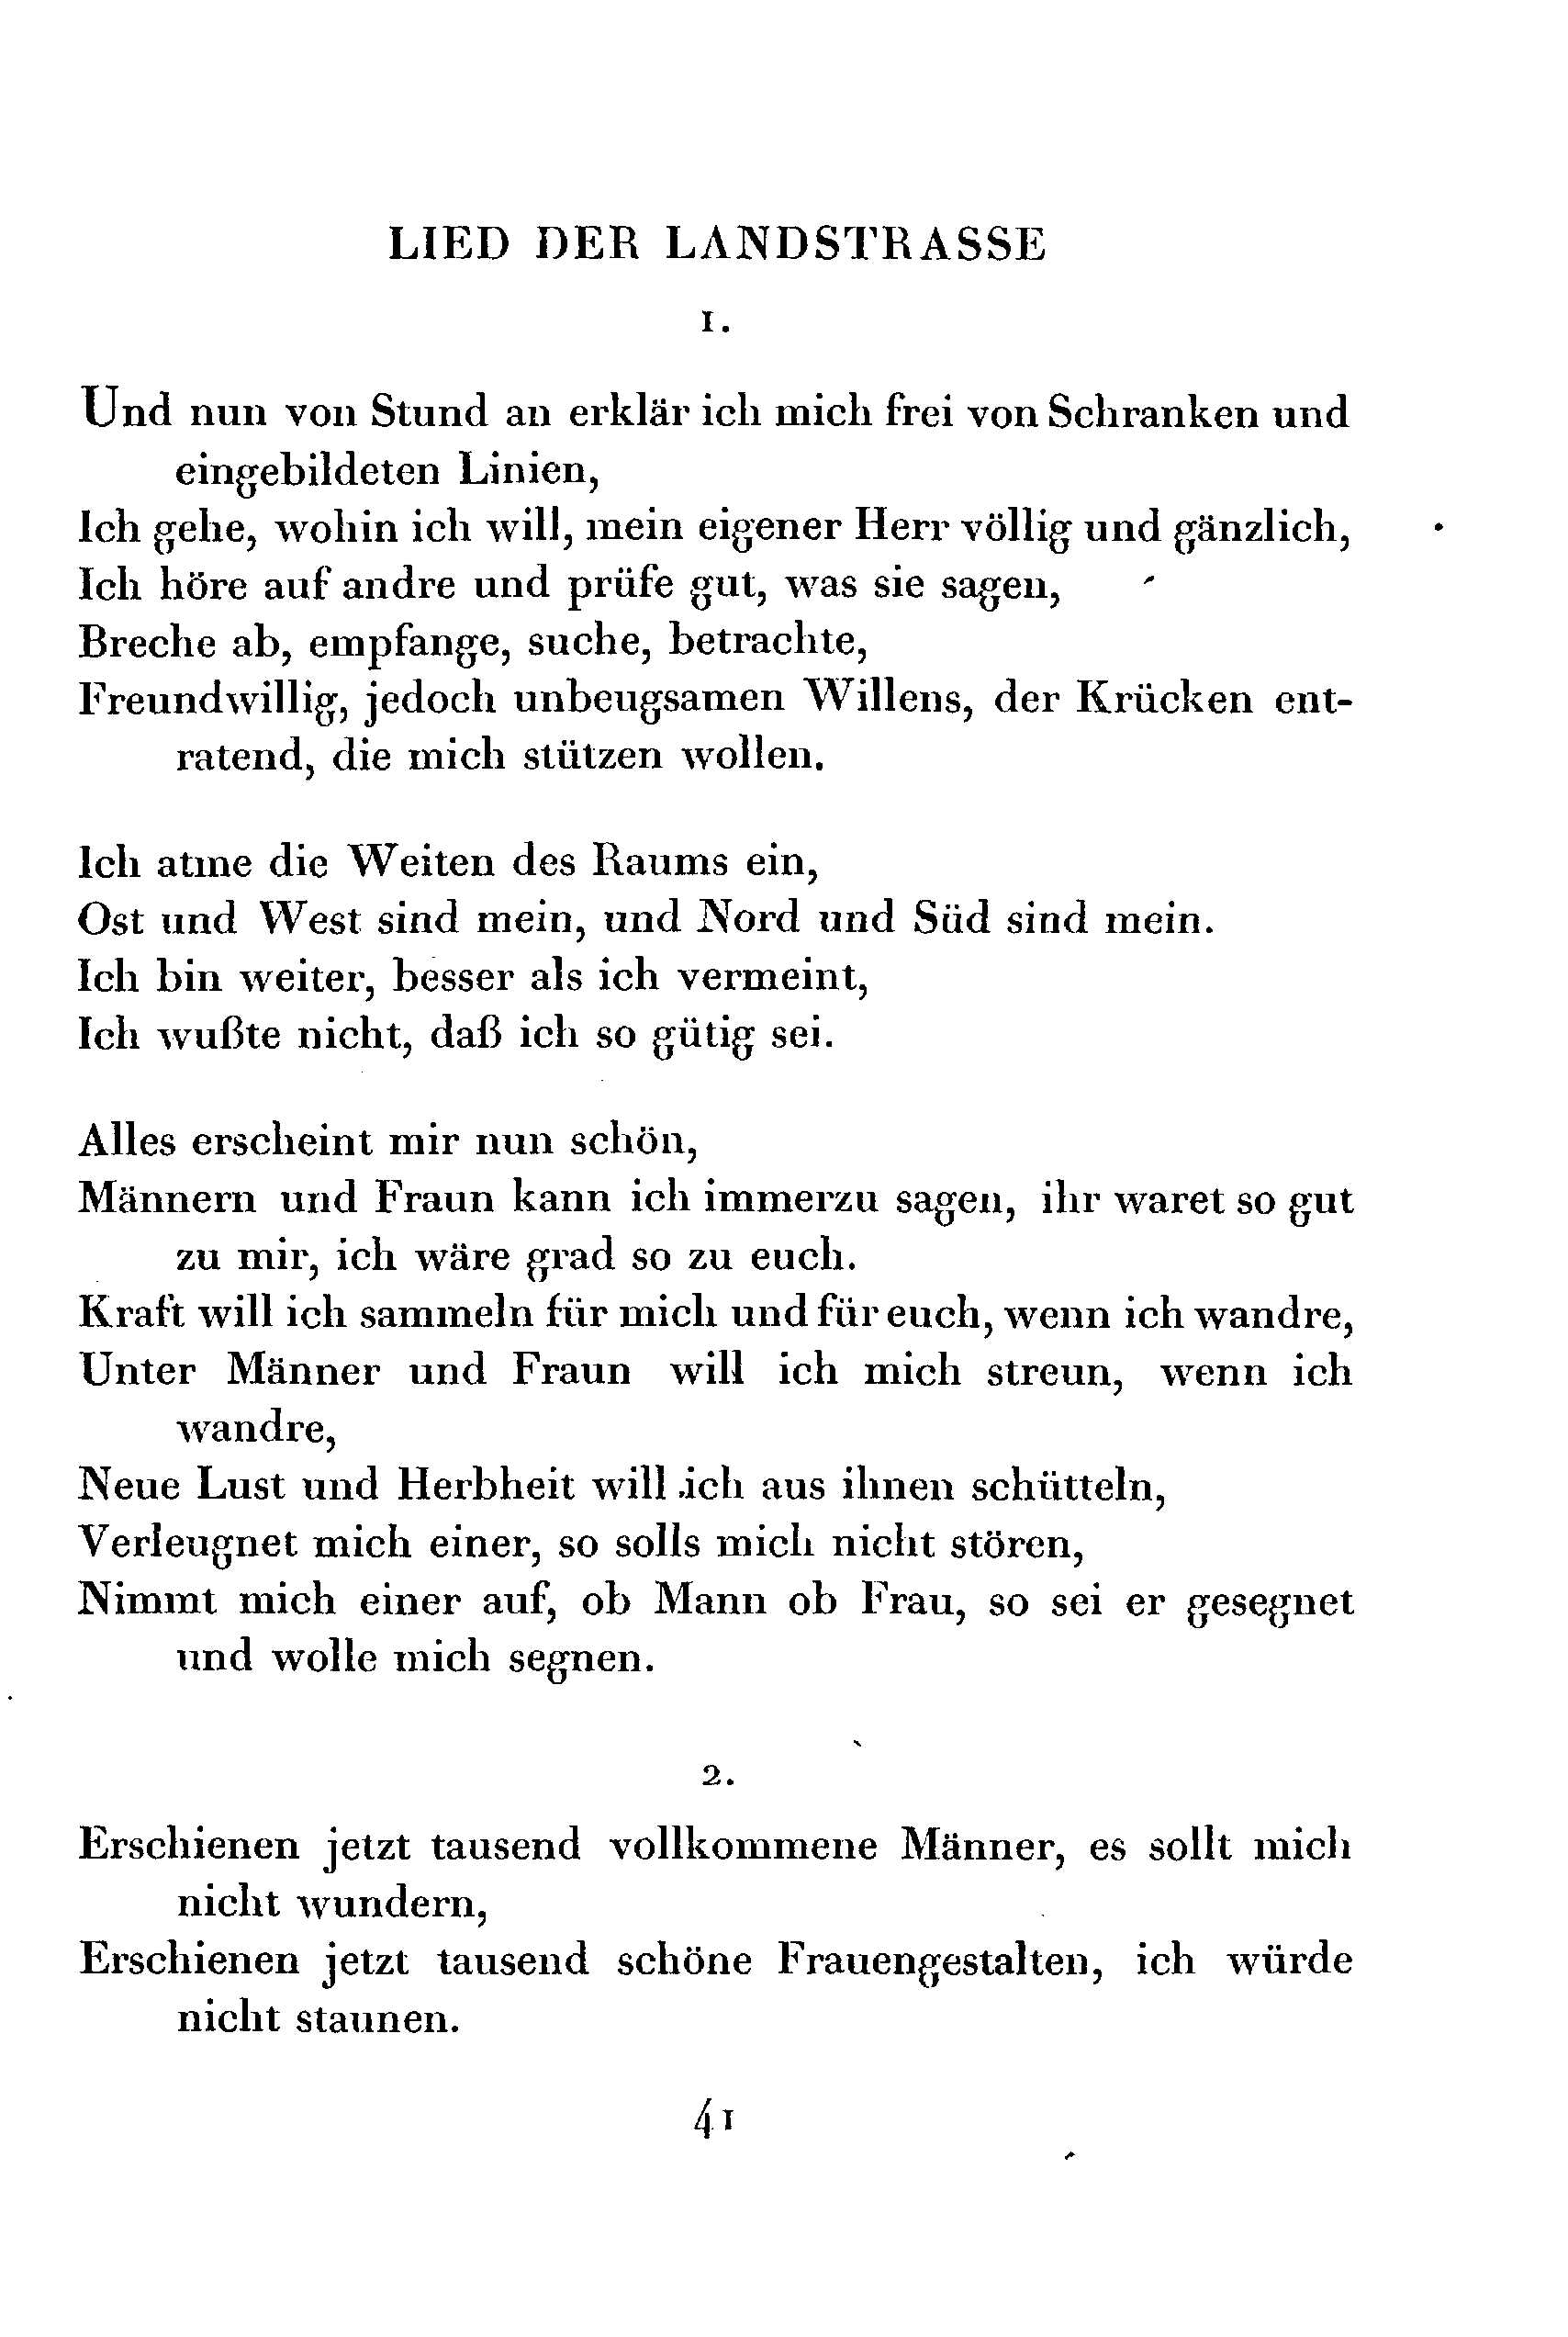 LIED DER LANDSTRASSE
1.
Und nun von Stund an erklär ich mich frei von Schranken und
eingebildeten Linien,
Ich gehe, wohin ich will, mein eigener Herr völlig und gänzlich,
Ich höre auf andre und prüfe gut, was sie sagen,
Breche ab, empfange, suche, betrachte,
Freundwillig, jedoch unbeugsamen Willens, der Krücken ent-
ratend, die mich stützen wollen.
Ich atme die Weiten des Raums ein,
Ost und West sind mein, und Nord und Süd sind mein.
Ich bin weiter, besser als ich vermeint,
Ich wußte nicht, daß ich so gütig sei.
Alles erscheint mir nun schön,
Männern und Fraun kann ich immerzu sagen, ihr waret so gut
zu mir, ich wäre grad so zu euch.
Kraft will ich sammeln für mich und für euch, wenn ich wandre,
Unter Männer und Fraun will ich mich streun, wenn ich
wandre,
Neue Lust und Herbheit will ich aus ihnen schütteln,
Verleugnet mich einer, so solls mich nicht stören,
Nimmt mich einer auf, ob Mann ob Frau, so sei er gesegnet
und wolle mich segnen.
2.
Erschienen jetzt tausend vollkommene Männer, es sollt mich
nicht wundern,
Erschienen jetzt tausend schöne Frauengestalten, ich würde
nicht staunen.
41